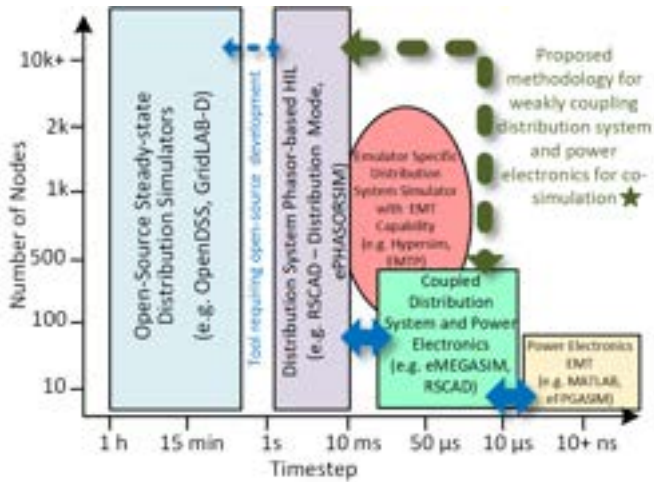 10k+
2k
1k
500
100
10
Number of Nodes
Open-Source Steady-state
Distribution Simulators
(e.g. OpenDSS, GridLAB-D)
Tool requiring open-source development
Distribution System Phasor-based HIL
(e.g. RSCAD – Distribution Mode,
ePHASORSIM)
Emulator Specific
Distribution
System Simulator
with EMT
Capability
(e.g. Hypersim,
EMTP)
Proposed
methodology for
weakly coupling
distribution system
and power
electronics for co-
simulation
Coupled
Distribution
System and Power
Electronics
(e.g. eMEGASIM,
RSCAD)
Power Electronics
EMT
(e.g. MATLAB,
eFPGASIM)
1 h
15 min
1s
10 ms
50 µs
10 µs
10+ ns
Timestep